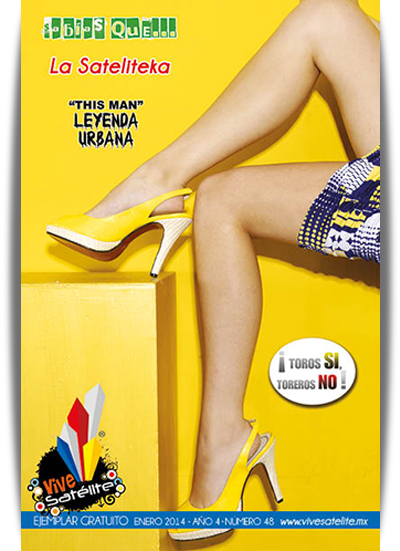 Sabías Que...
La Sateliteka
"THIS MAN"
LEYENDA
URBANA
¡TOROS SI,
TOREROS NO!
Vive
Satélite
®
EJEMPLAR GRATUITO ENERO 2014 - AÑO 4 - NÚMERO 48 www.vivesatelite.mx